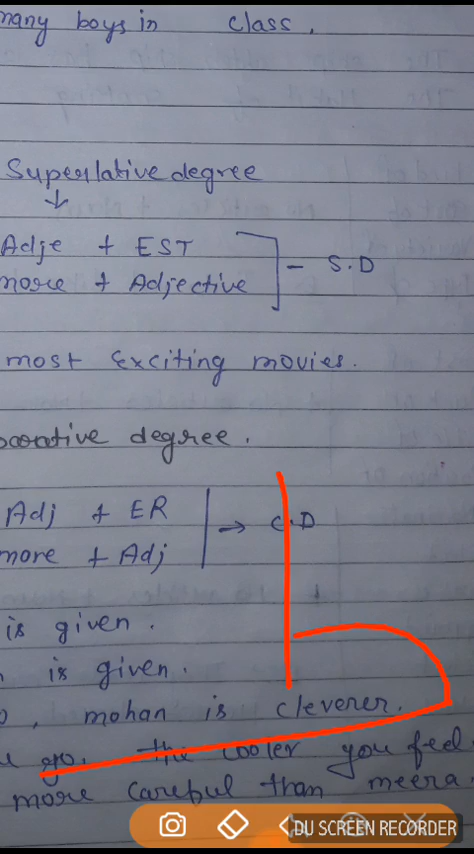 many boys in class.
Superlative degree
Adje + EST
more + Adjective
- S.D
most Exciting movies.
degree.
Adj + ER
more + Adj
→ C.D
is given.
is given.
, mohan is cleverer.
go. the cooler you feel.
more careful than meera.
DU SCREEN RECORDER